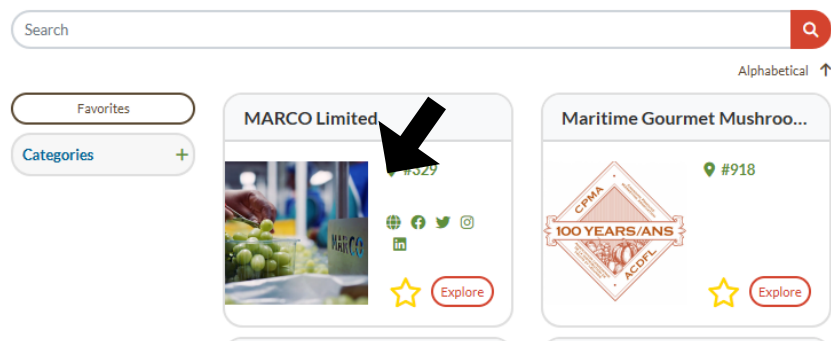 Search
Alphabetical
Favorites
Categories
MARCO Limited
#329
MARCO
Explore
Maritime Gourmet Mushroo...
#918
CPMA
100 YEARS/ANS
ACDFL
Explore